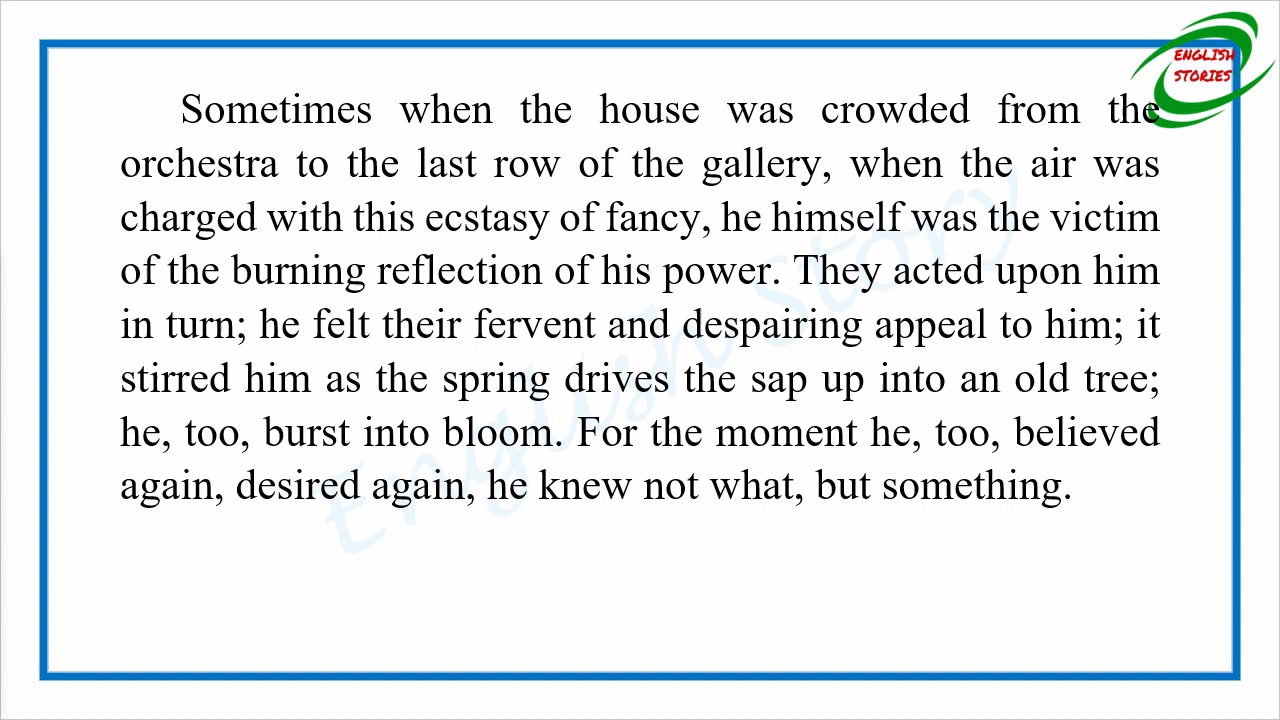 ENGLISH
STORIES
Sometimes when the house was crowded from the
orchestra to the last row of the gallery, when the air was
charged with this ecstasy of fancy, he himself was the victim
of the burning reflection of his power. They acted upon him
in turn; he felt their fervent and despairing appeal to him; it
stirred him as the spring drives the sap up into an old tree;
he, too, burst into bloom. For the moment he, too, believed
again, desired again, he knew not what, but something.
English Story